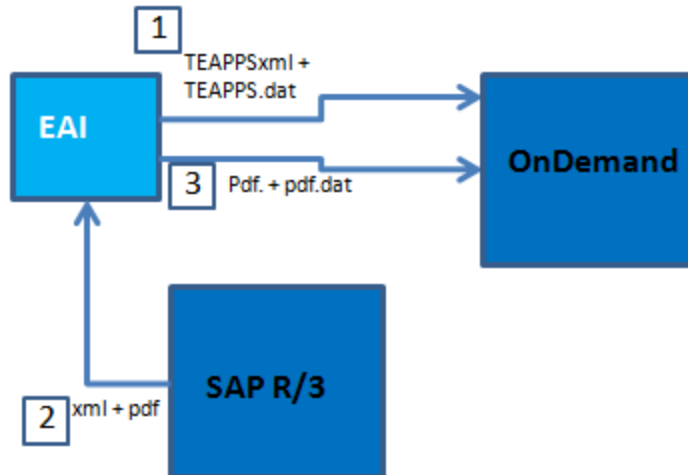 1
TEAPPSxml +
TEAPPS.dat
EAI
OnDemand
3
Pdf. + pdf.dat
SAP R/3
2
xml + pdf